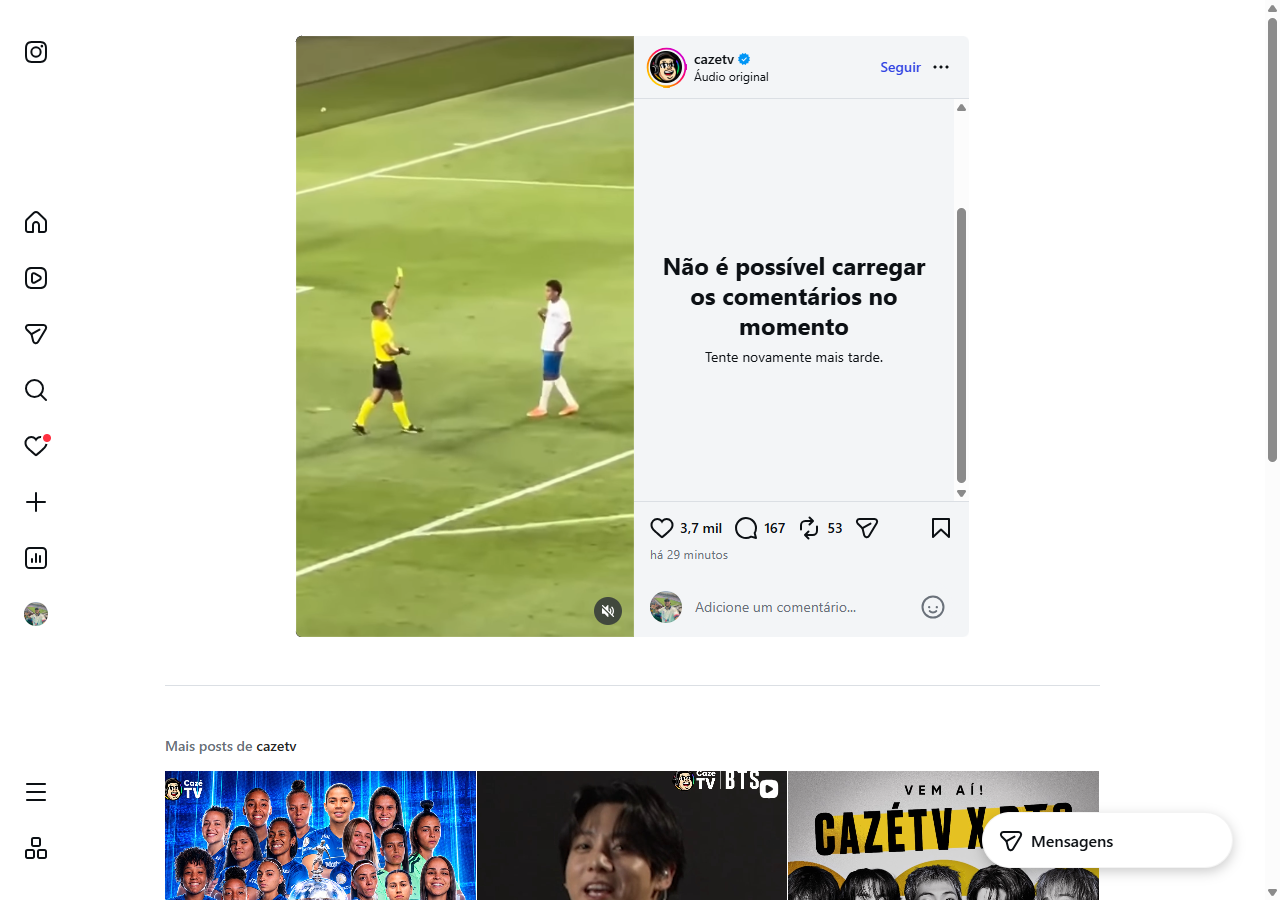 cazetv
Áudio original
Seguir
Não é possível carregar
os comentários no
momento
Tente novamente mais tarde.
3,7 mil
167
53
há 29 minutos
Adicione um comentário...
Mais posts de cazetv
Cazé
TV
Cazé
TV
BTS
VEM AÍ!
CAZÉTV X BTS
Mensagens